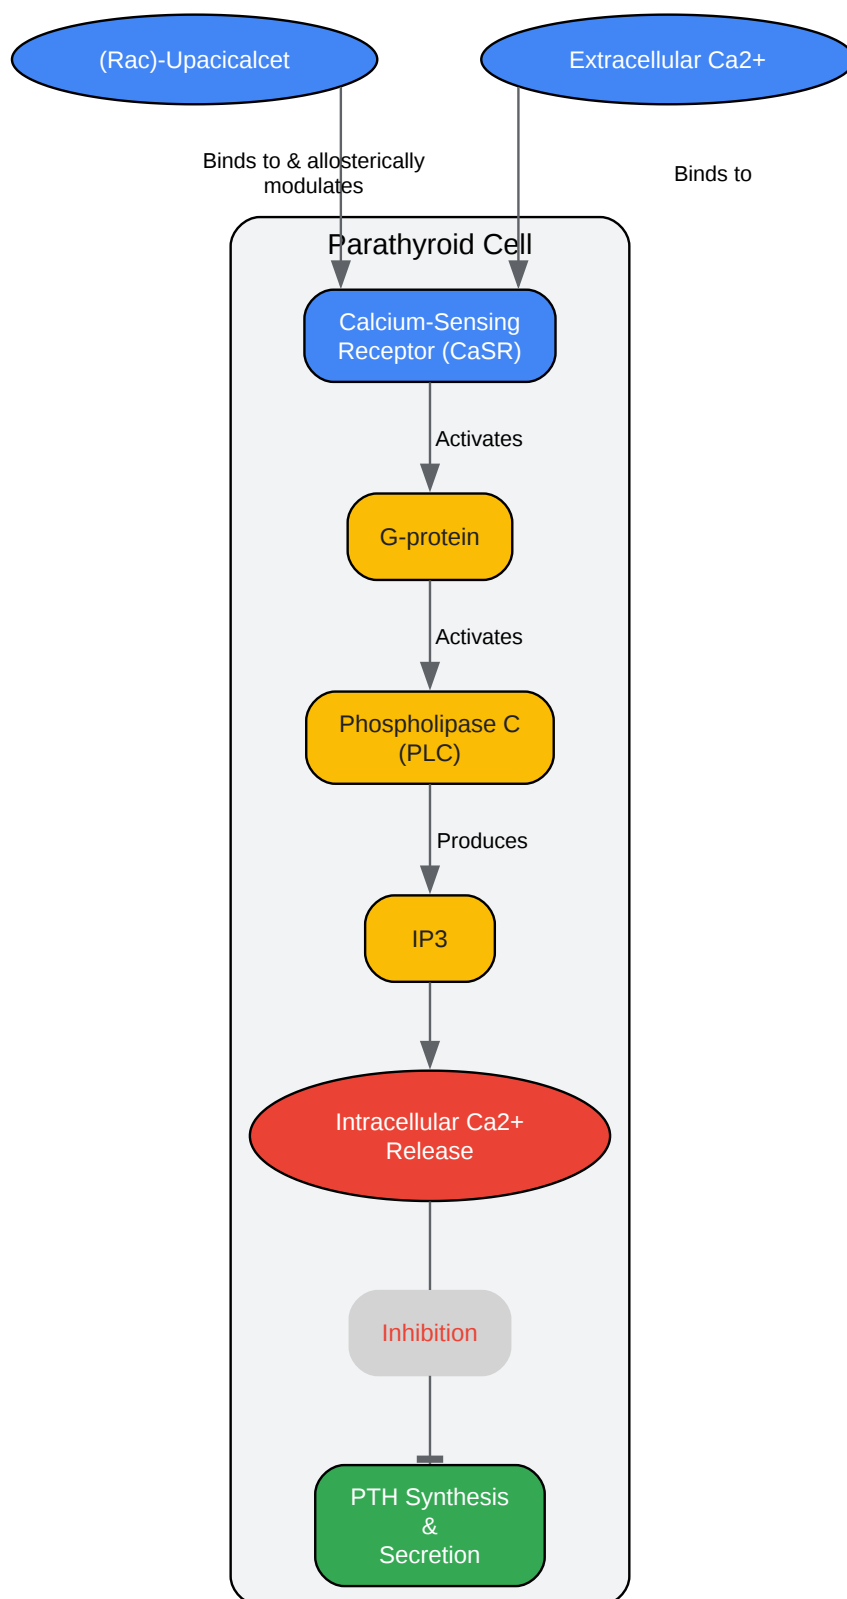 (Rac)-Upacicalcet
Extracellular Ca2+
Binds to & allosterically
modulates
Binds to
Parathyroid Cell
Calcium-Sensing
Receptor (CaSR)
Activates
G-protein
Activates
Phospholipase C
(PLC)
Produces
IP3
Intracellular Ca2+
Release
Inhibition
PTH Synthesis
&
Secretion